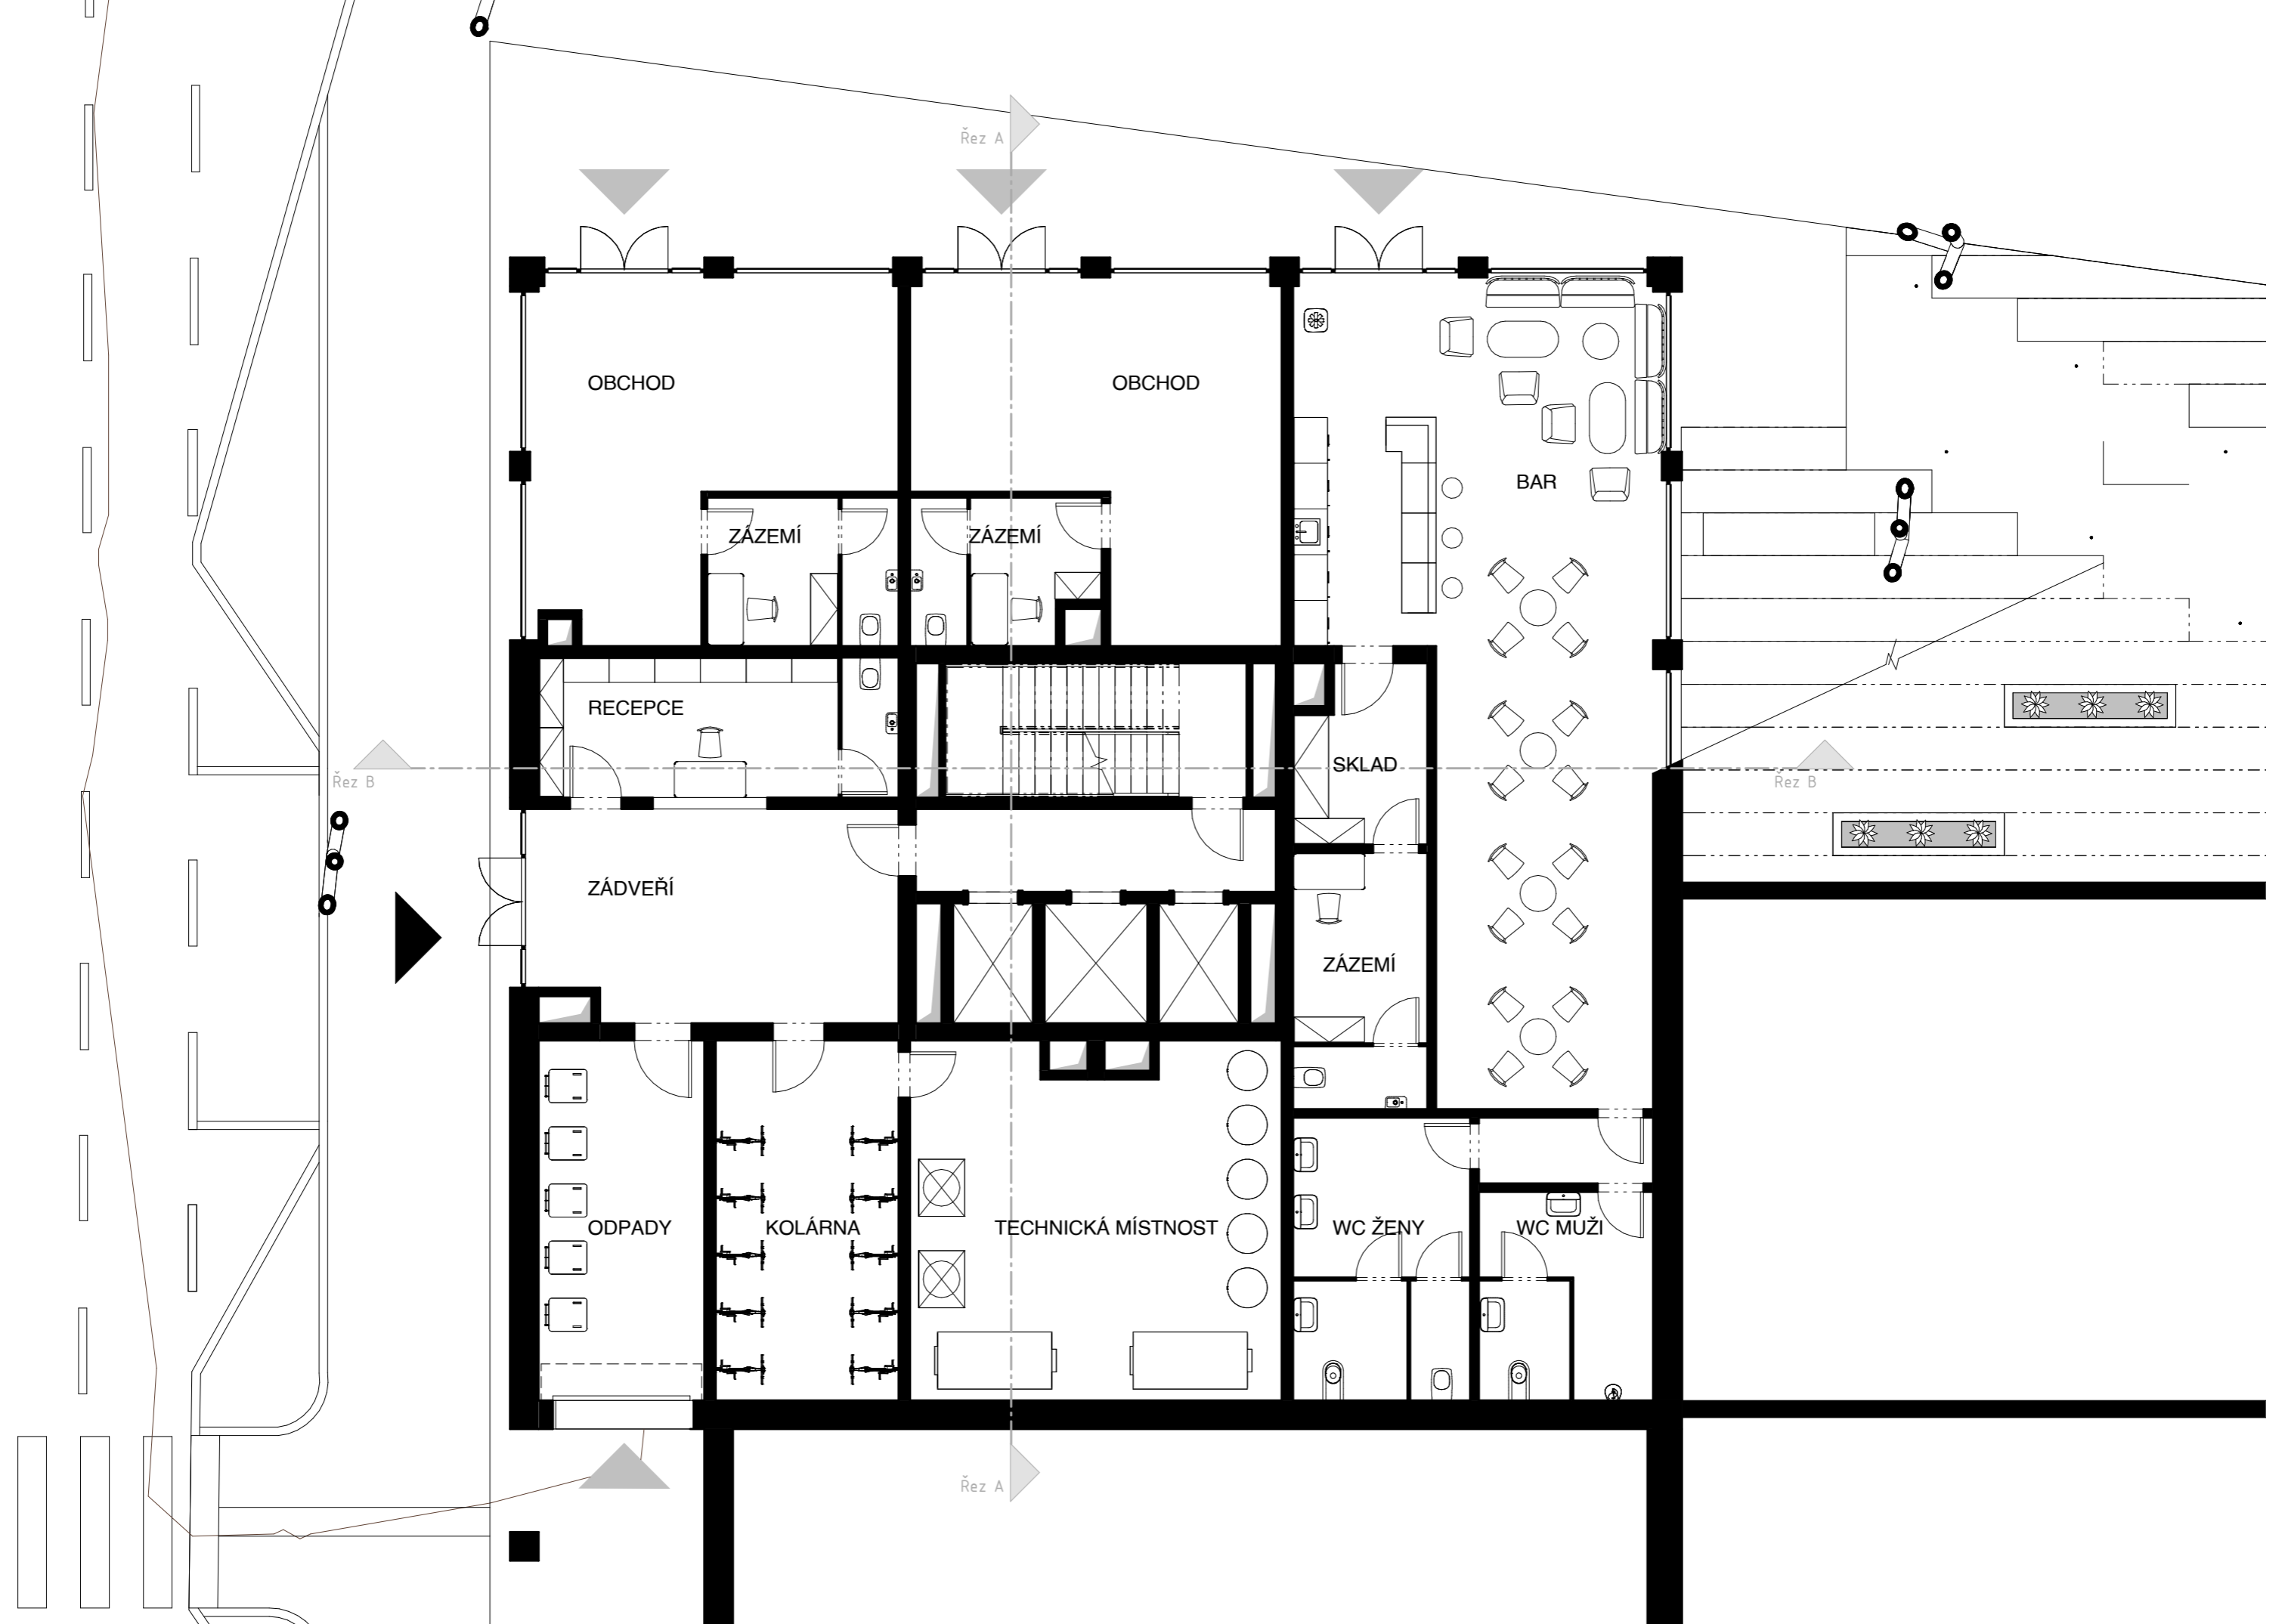 Řez A
OBCHOD
OBCHOD
BAR
ZÁZEMÍ
ZÁZEMÍ
RECEPCE
SKLAD
Řez B
Řez B
ZÁDVEŘÍ
ZÁZEMÍ
ODPADY
KOLÁRNA
TECHNICKÁ MÍSTNOST
WC ŽENY
WC MUŽI
Řez A